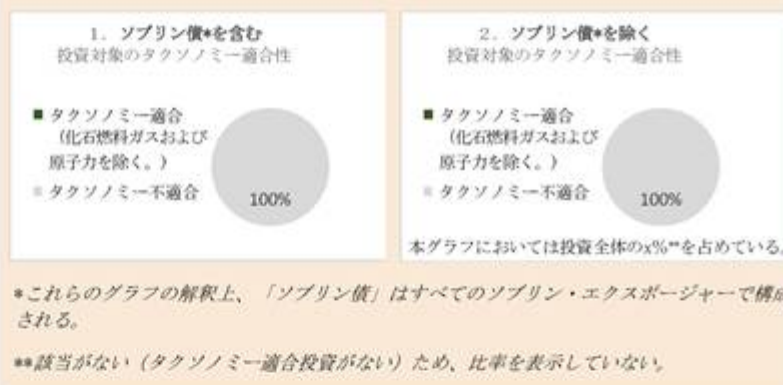 1. ソブリン債*を含む
投資対象のタクソノミー適合性
■ タクソノミー適合
(化石燃料ガスおよび
原子力を除く。)
■ タクソノミー不適合
100%
2. ソブリン債*を除く
投資対象のタクソノミー適合性
■ タクソノミー適合
(化石燃料ガスおよび
原子力を除く。)
■ タクソノミー不適合
100%
本グラフにおいては投資全体のx%**を占めている。
*これらのグラフの解釈上、「ソブリン債」はすべてのソブリン・エクスポージャーで構成
される。
**該当がない(タクソノミー適合投資がない)ため、比率を表示していない。